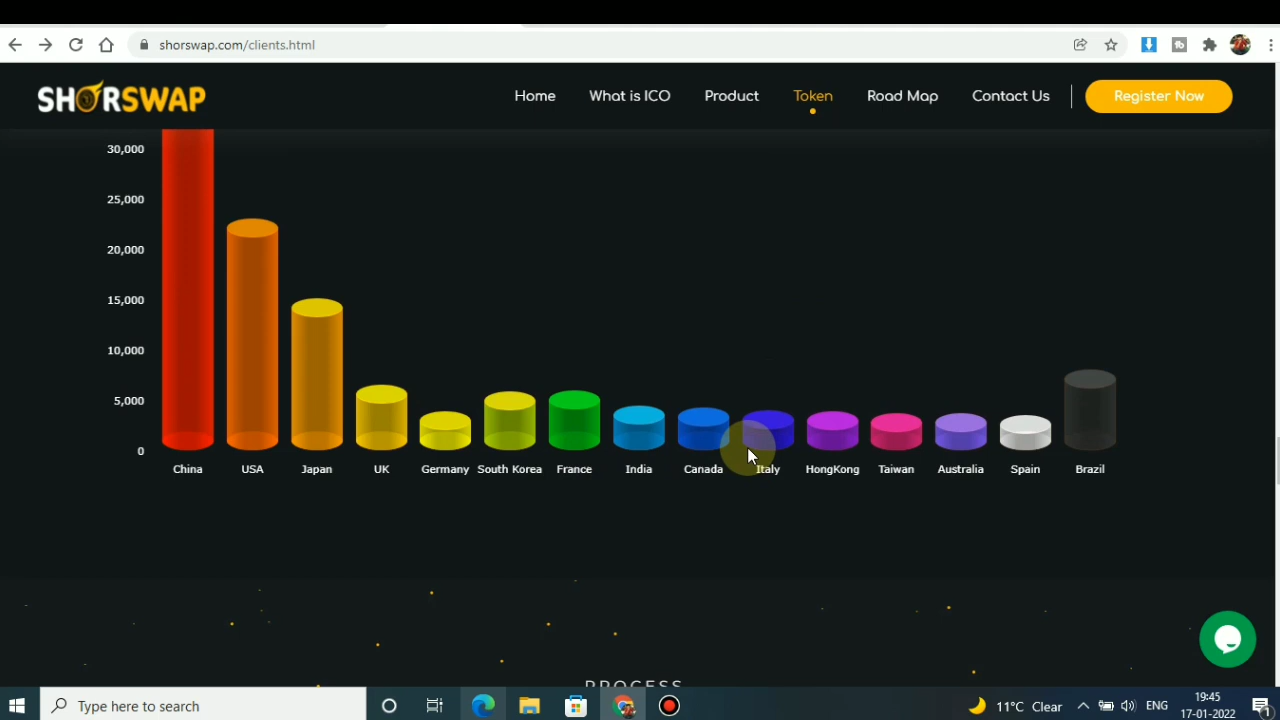 shorswap.com/clients.html
SHORSWAP
Home
What is ICO
Product
Token
Road Map
Contact Us
Register Now
30,000
25,000
20,000
15,000
10,000
5,000
0
China
USA
Japan
UK
Germany
South Korea
France
India
Canada
Italy
HongKong
Taiwan
Australia
Spain
Brazil
PROCESS
Type here to search
11°C Clear
ENG
19:45
17-01-2022
1